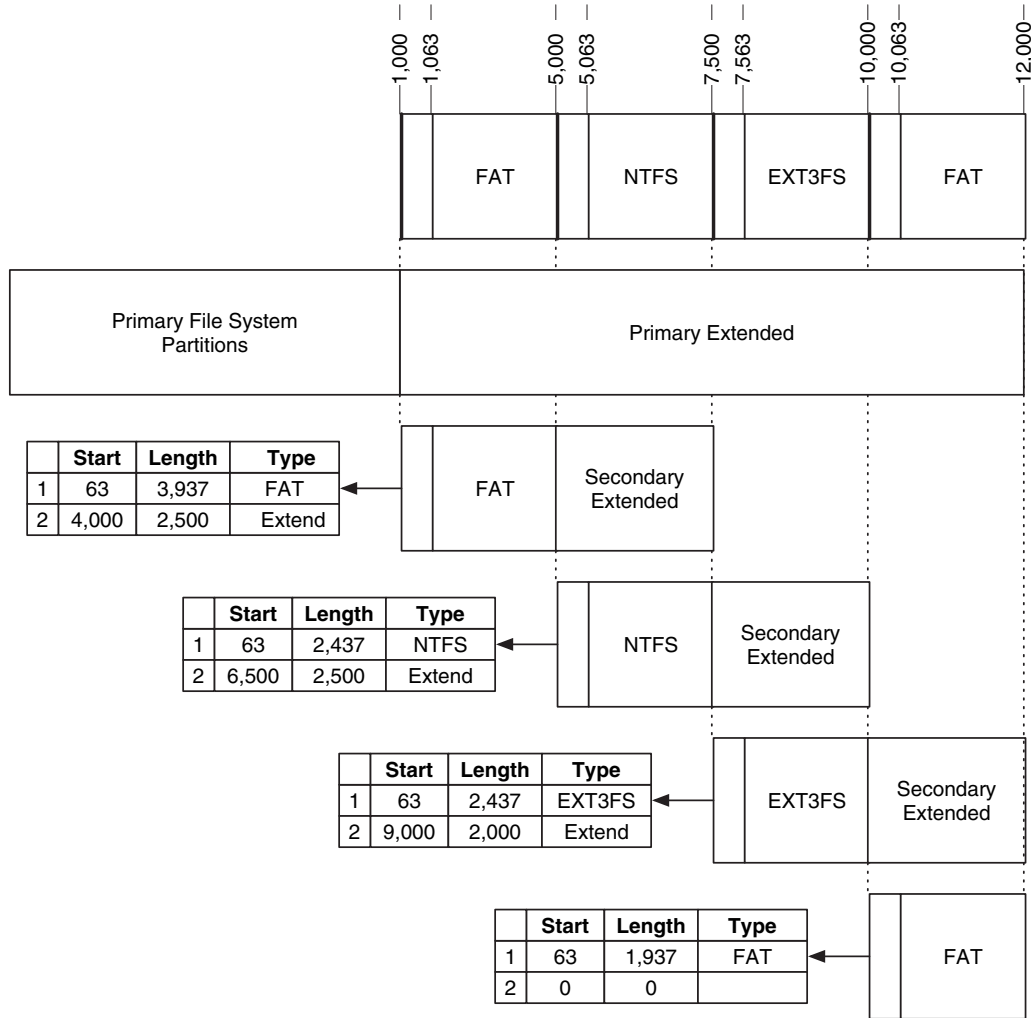 1,000
1,063
5,000
5,063
7,500
7,563
10,000
10,063
12,000
FAT
NTFS
EXT3FS
FAT
Primary File System
Partitions
Primary Extended
Start Length Type
1 63 3,937 FAT
2 4,000 2,500 Extend
FAT
Secondary
Extended
Start Length Type
1 63 2,437 NTFS
2 6,500 2,500 Extend
NTFS
Secondary
Extended
Start Length Type
1 63 2,437 EXT3FS
2 9,000 2,000 Extend
EXT3FS
Secondary
Extended
Start Length Type
1 63 1,937 FAT
2 0 0
FAT